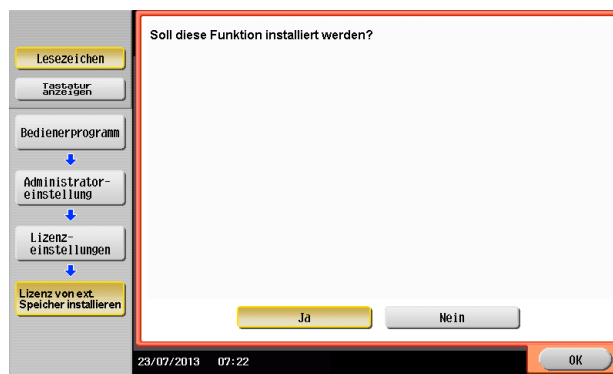 Soll diese Funktion installiert werden?
Lesezeichen
Tastatur
anzeigen
Bedienerprogramm
Administrator-
einstellung
Lizenz-
einstellungen
Lizenz von ext.
Speicher installieren
Ja
Nein
23/07/2013 07:22
OK